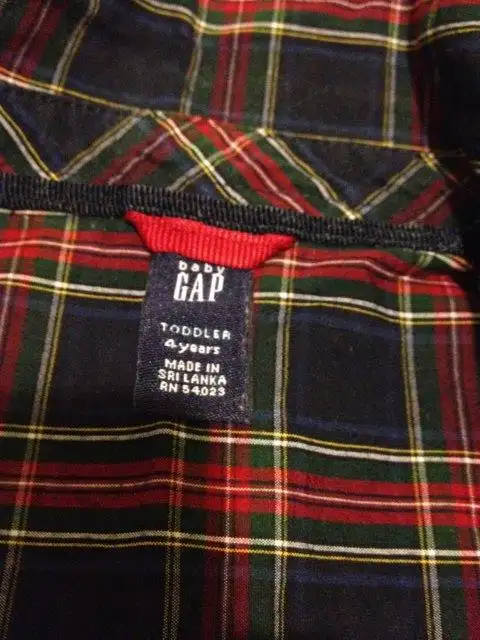 baby
GAP
TODDLER
4 years
MADE IN
SRI LANKA
RN 54023